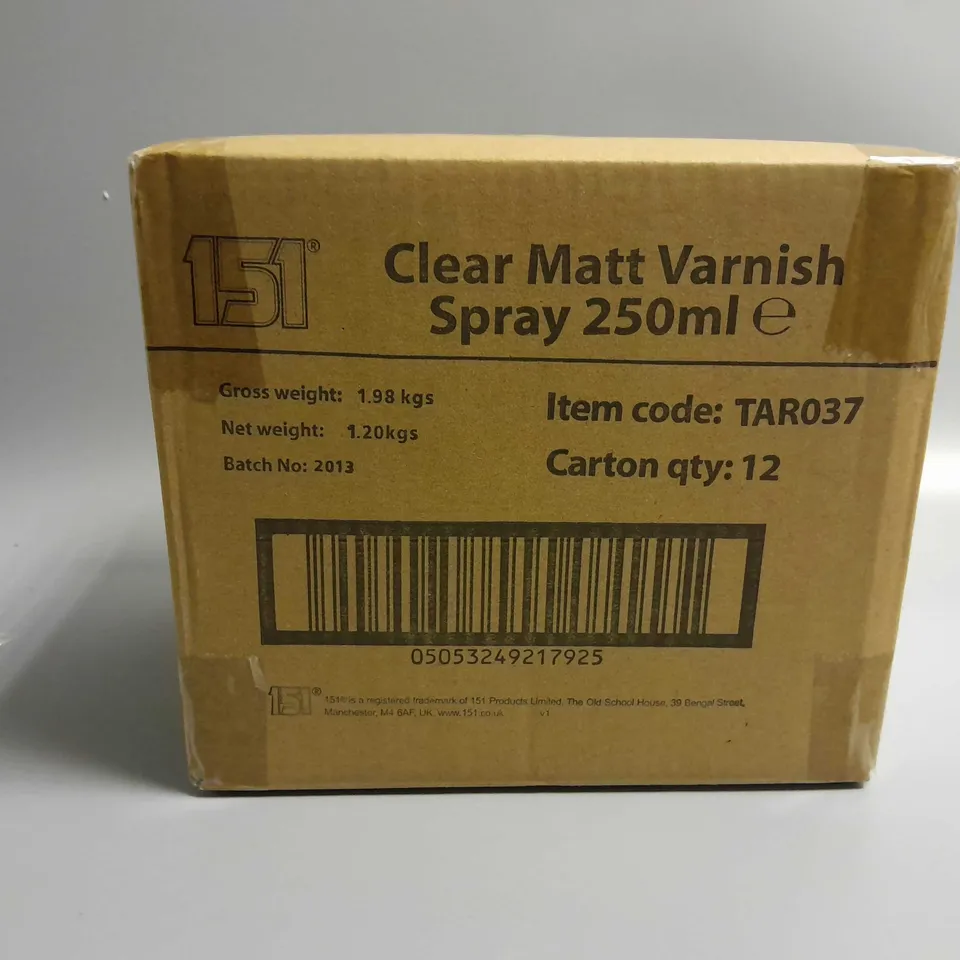 151®
Clear Matt Varnish
Spray 250ml ℮
Gross weight: 1.98 kgs
Net weight: 1.20kgs
Batch No: 2013
Item code: TAR037
Carton qty: 12
05053249217925
151®
151® is a registered trademark of 151 Products Limited, The Old School House, 39 Bengal Street,
Manchester, M4 6AF, UK. www.151.co.uk v1